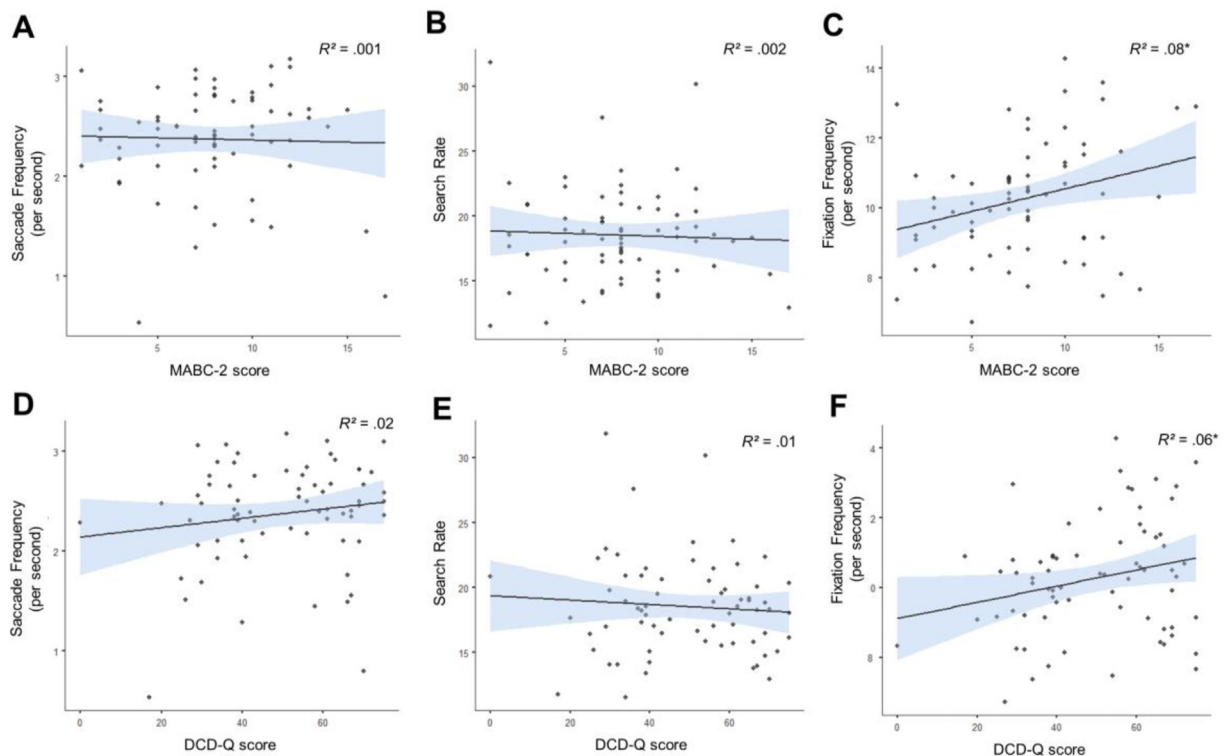 A
R² = .001
3
2
1
Saccade Frequency
(per second)
5
10
15
MABC-2 score
B
R² = .002
30
25
20
15
Search Rate
5
10
15
MABC-2 score
C
R² = .08*
14
12
10
8
Fixation Frequency
(per second)
5
10
15
MABC-2 score
D
R² = .02
3
2
1
Saccade Frequency
(per second)
0
20
40
60
DCD-Q score
E
R² = .01
30
25
20
15
Search Rate
0
20
40
60
DCD-Q score
F
R² = .06*
4
2
0
8
Fixation Frequency
(per second)
0
20
40
60
DCD-Q score